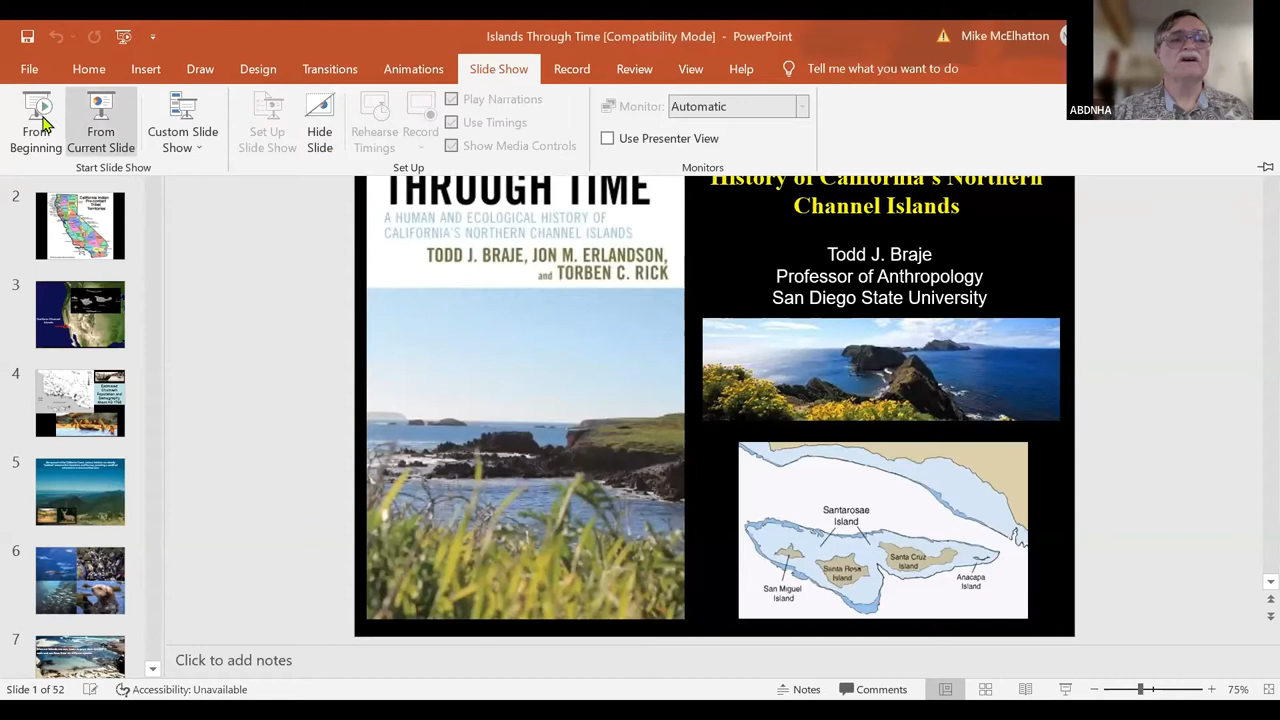 Islands Through Time [Compatibility Mode] - PowerPoint
Mike McElhatton
File Home Insert Draw Design Transitions Animations Slide Show Record Review View Help Tell me what you want to do
ABDNHA
From Beginning
From Current Slide
Custom Slide Show
Start Slide Show
Set Up Slide Show
Hide Slide
Rehearse Timings
Record
Play Narrations
Use Timings
Show Media Controls
Set Up
Monitor: Automatic
Use Presenter View
Monitors
2
California Indian
Pre-contact
Tribal
Territories
3
4
5
6
7
THROUGH TIME
A HUMAN AND ECOLOGICAL HISTORY OF
CALIFORNIA'S NORTHERN CHANNEL ISLANDS
TODD J. BRAJE, JON M. ERLANDSON,
and TORBEN C. RICK
History of California's Northern
Channel Islands
Todd J. Braje
Professor of Anthropology
San Diego State University
Santarosae
Island
San Miguel
Island
Santa Rosa
Island
Santa Cruz
Island
Anacapa
Island
Click to add notes
Slide 1 of 52 Accessibility: Unavailable Notes Comments 75%